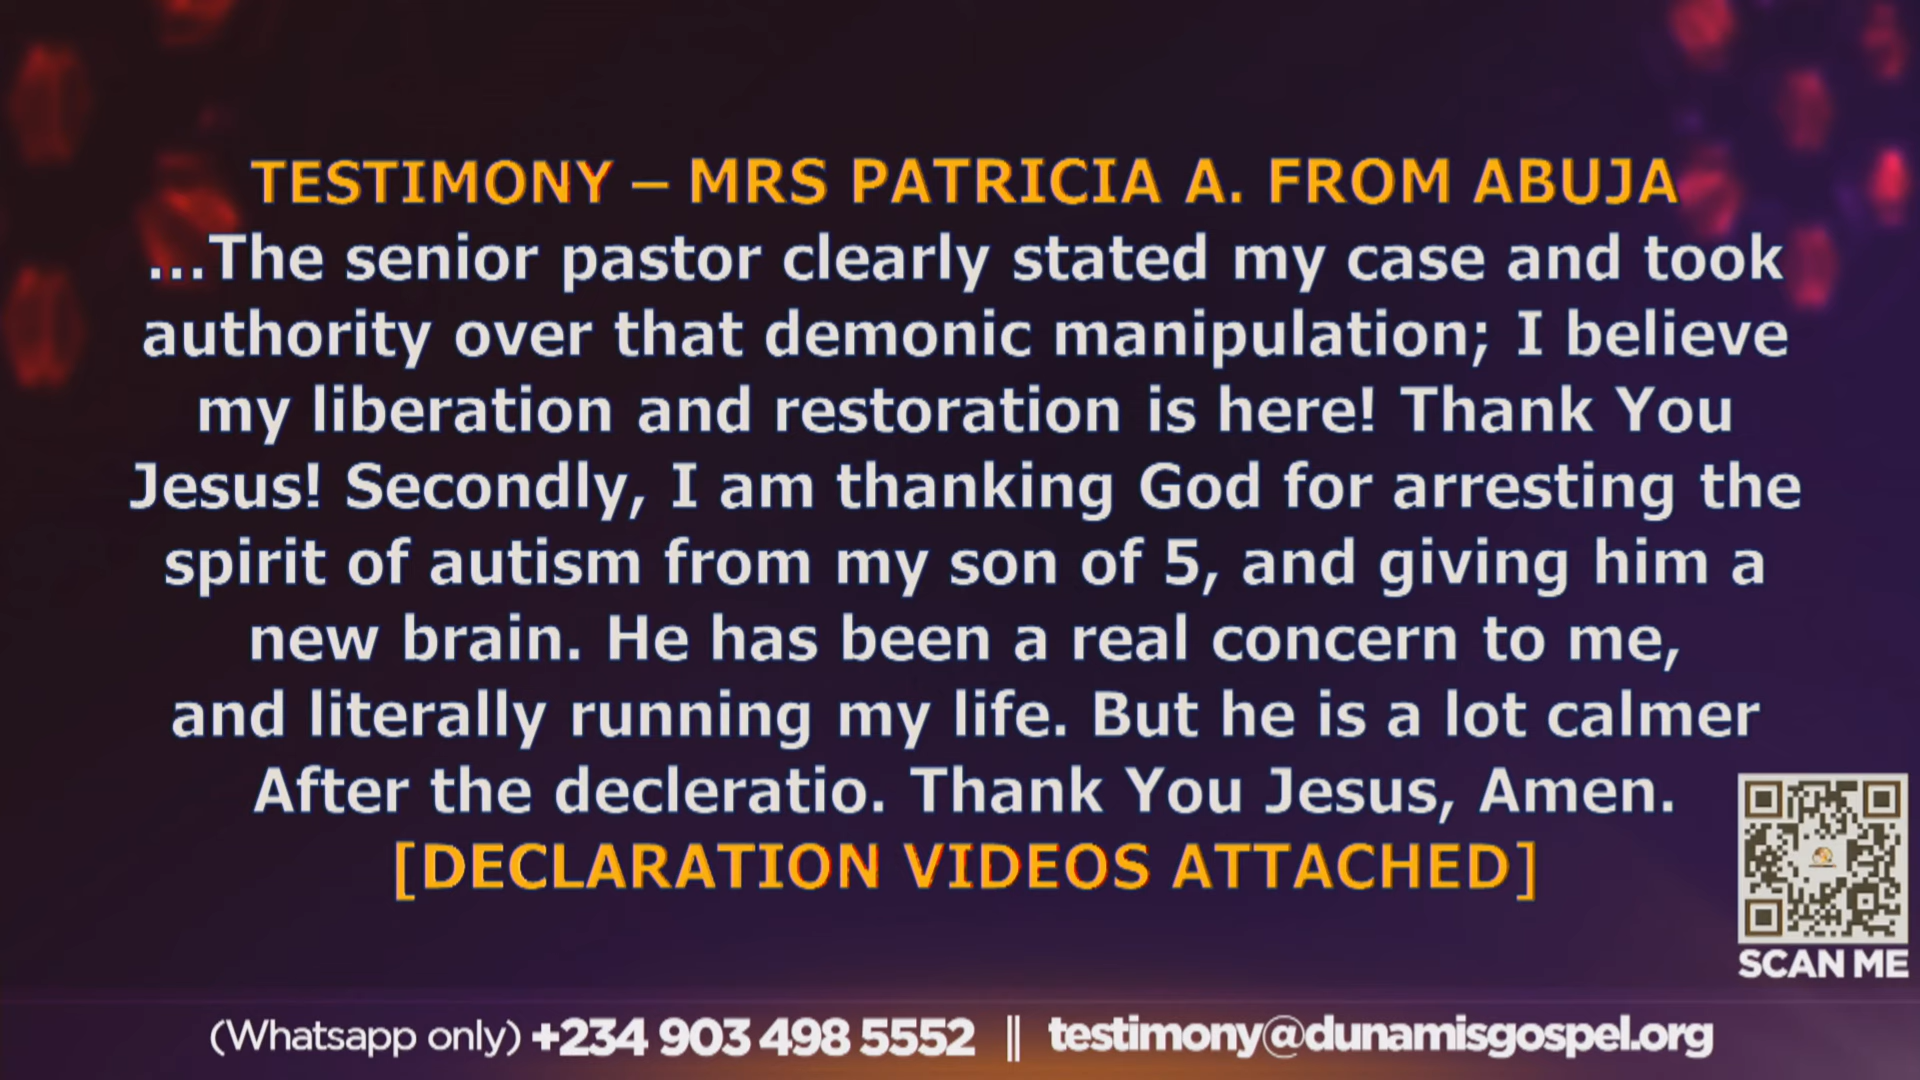 TESTIMONY – MRS PATRICIA A. FROM ABUJA
...The senior pastor clearly stated my case and took
authority over that demonic manipulation; I believe
my liberation and restoration is here! Thank You
Jesus! Secondly, I am thanking God for arresting the
spirit of autism from my son of 5, and giving him a
new brain. He has been a real concern to me,
and literally running my life. But he is a lot calmer
After the decleratio. Thank You Jesus, Amen.
[DECLARATION VIDEOS ATTACHED]
SCAN ME
(Whatsapp only) +234 903 498 5552 || testimony@dunamisgospel.org